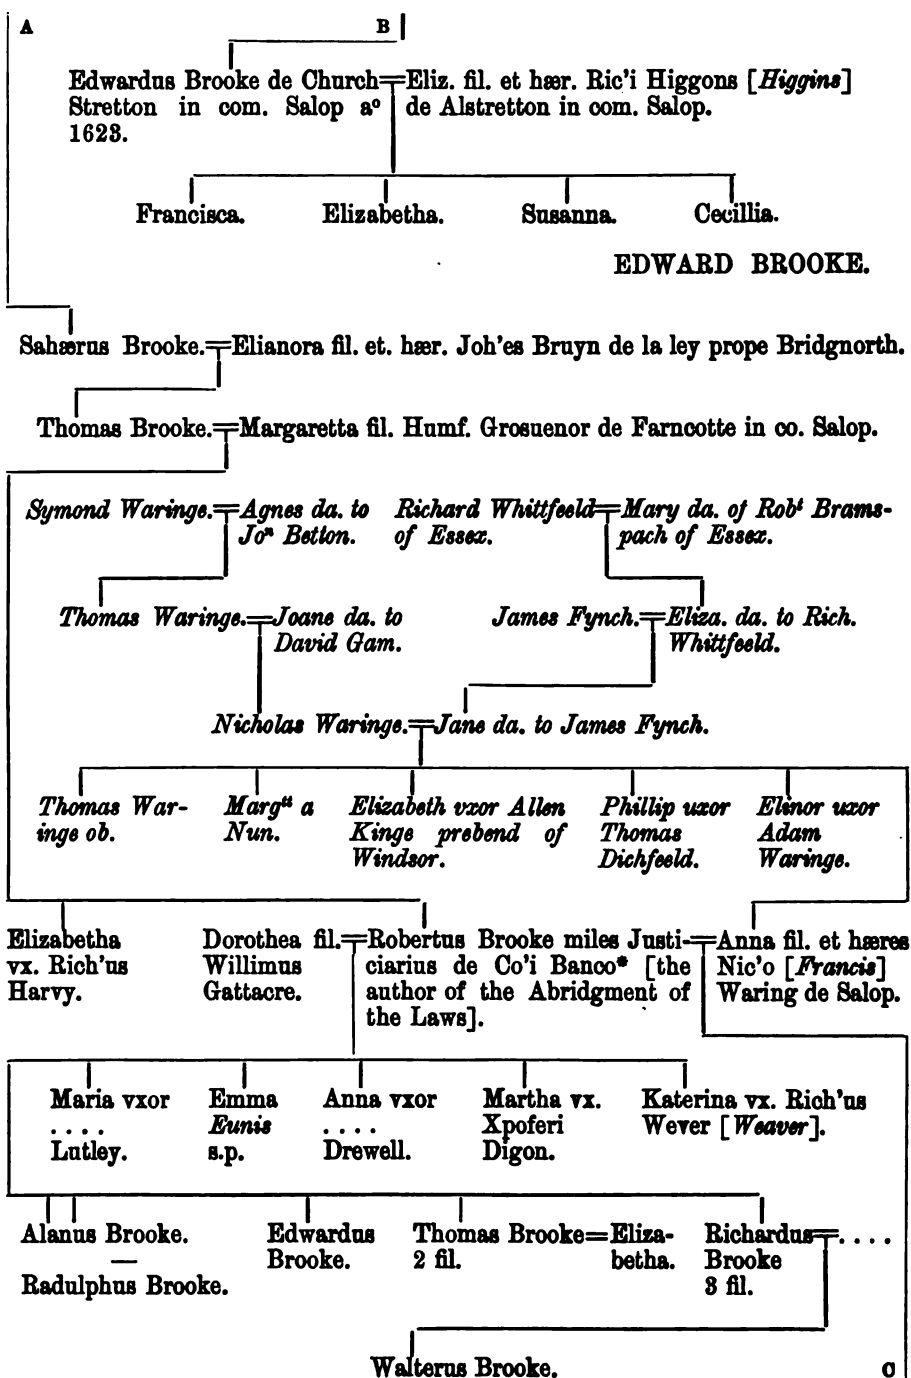 A B
Edwardus Brooke de Church=Eliz. fil. et hær. Ric'i Higgons [Higgins]
Stretton in com. Salop aº de Alstretton in com. Salop.
1623.
Francisca. Elizabetha. Susanna. Cecillia.
EDWARD BROOKE.
Sahærus Brooke.=Elianora fil. et. hær. Joh'es Bruyn de la ley prope Bridgnorth.
Thomas Brooke.=Margaretta fil. Humf. Grosuenor de Farncotte in co. Salop.
Symond Waringe.=Agnes da. to Richard Whittfeeld=Mary da. of Robᵗ Brams-
Joⁿ Betton. of Essex. pach of Essex.
Thomas Waringe.=Joane da. to James Fynch.=Eliza. da. to Rich.
David Gam. Whittfeeld.
Nicholas Waringe.=Jane da. to James Fynch.
Thomas War- Margᵗᵗ a Elizabeth vxor Allen Phillip uxor Elinor uxor
inge ob. Nun. Kinge prebend of Thomas Adam
Windsor. Dichfeeld. Waringe.
Elizabetha Dorothea fil.=Robertus Brooke miles Justi-=Anna fil. et hæres
vx. Rich'us Willimus ciarius de Co'i Banco* [the Nic'o [Francis]
Harvy. Gattacre. author of the Abridgment of Waring de Salop.
the Laws].
Maria vxor Emma Anna vxor Martha vx. Katerina vx. Rich'us
.... Eunis .... Xpoferi Wever [Weaver].
Lutley. s.p. Drewell. Digon.
Alanus Brooke. Edwardus Thomas Brooke=Eliza- Richardus=....
— Brooke. 2 fil. betha. Brooke
Radulphus Brooke. 3 fil.
Walterus Brooke. C